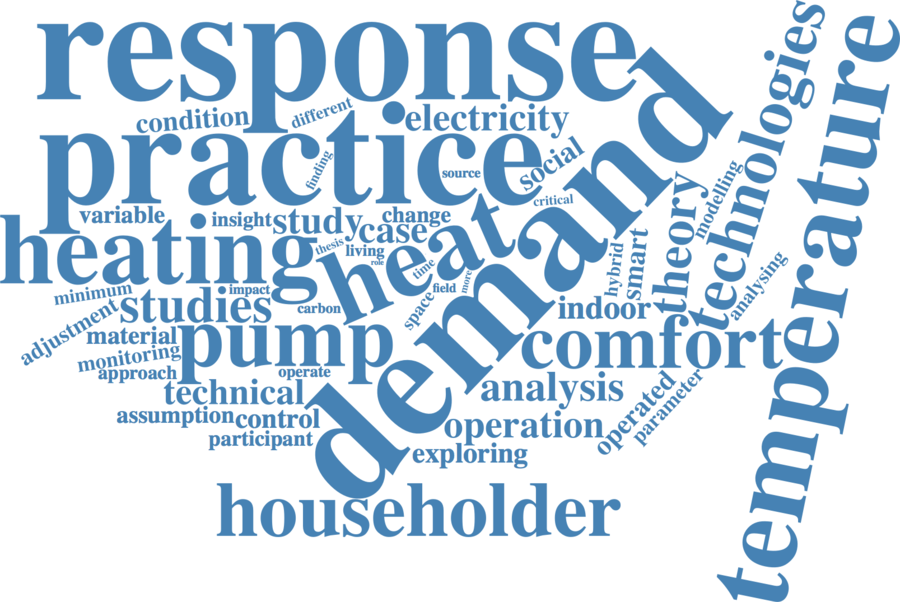 response
condition
different
electricity
practice
finding
source
social
demand
technologies
temperature
theory
modelling
critical
variable
insight
study
change
case
heating
thesis
living
role
heat
time
field
more
space
hybrid
smart
analysing
minimum
impact
carbon
studies
adjustment
indoor
material
pump
comfort
monitoring
approach
operate
technical
analysis
operated
parameter
assumption
control
operation
participant
exploring
householder